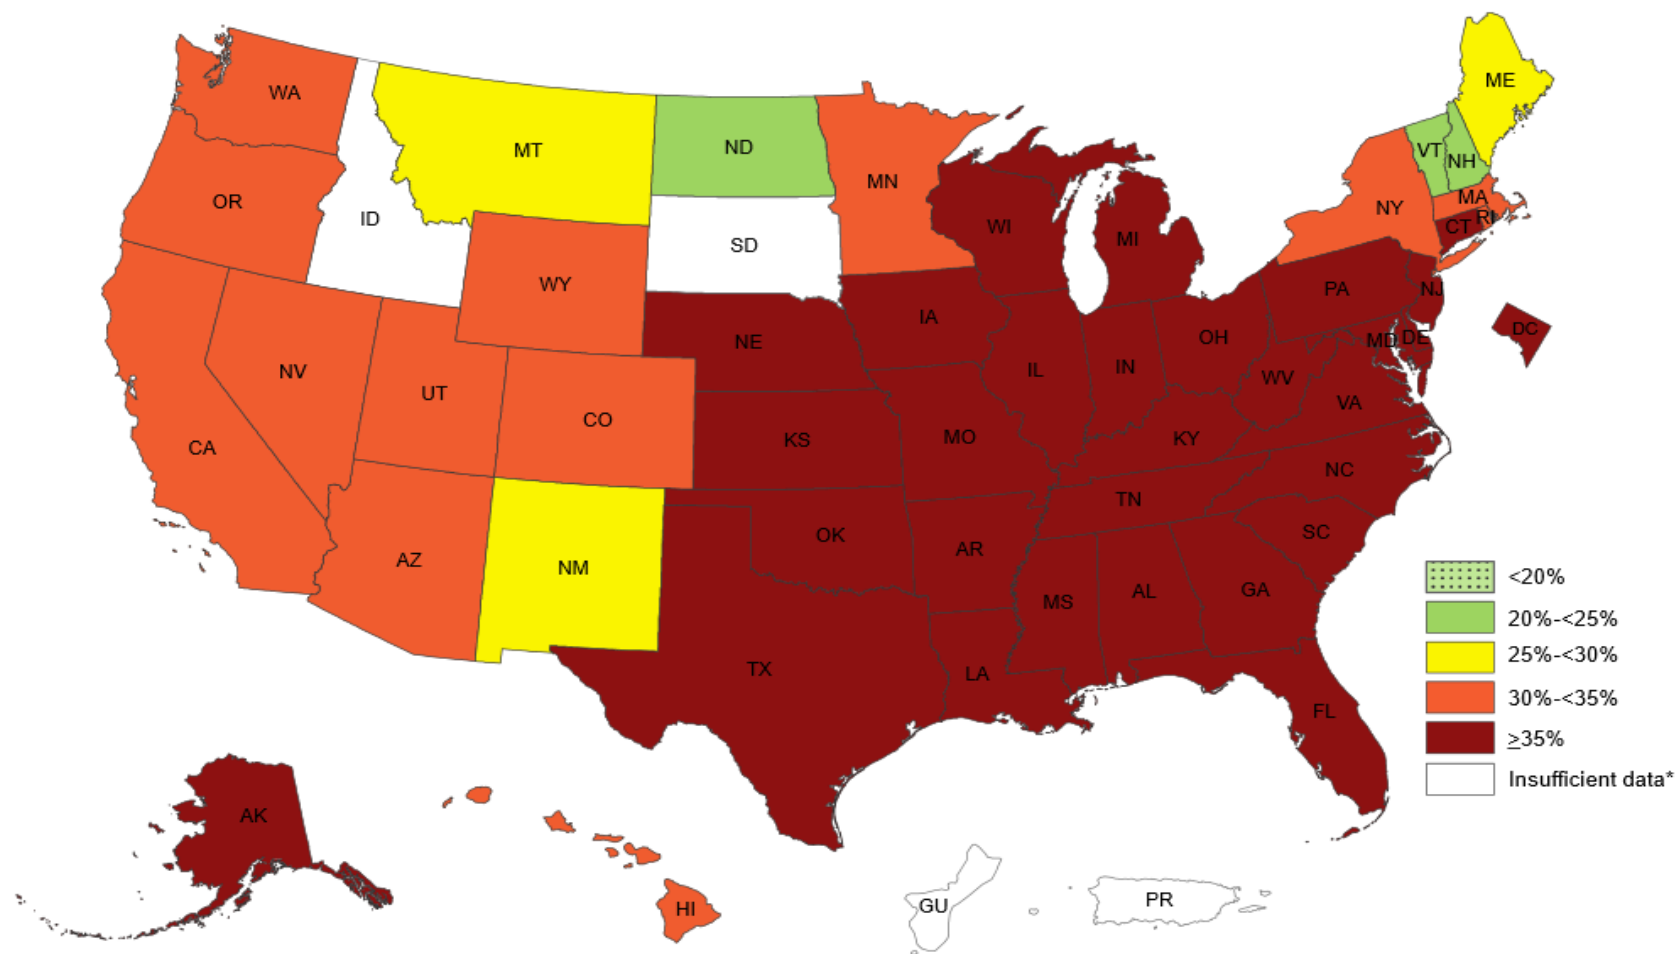 WA
MT
ND
MN
OR
ID
SD
WY
WI
MI
NY
ME
VT
NH
MA
CT
RI
NV
UT
CO
CA
NE
IA
KS
MO
IL
IN
OH
PA
NJ
MD
DE
DC
WV
VA
KY
NC
TN
SC
AZ
NM
OK
AR
TX
LA
MS
AL
GA
FL
AK
HI
GU
PR
<20%
20%-<25%
25%-<30%
30%-<35%
≥35%
Insufficient data*